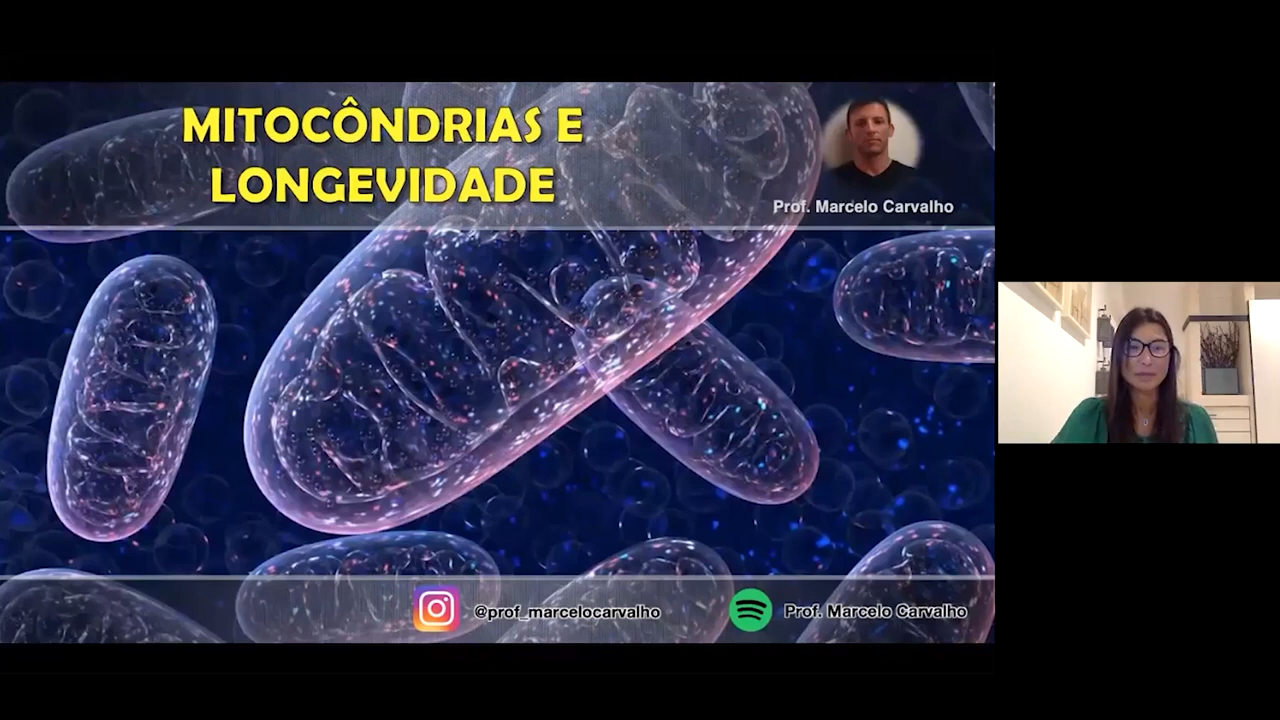 MITOCÔNDRIAS E
LONGEVIDADE
Prof. Marcelo Carvalho
@prof_marcelocarvalho
Prof. Marcelo Carvalho